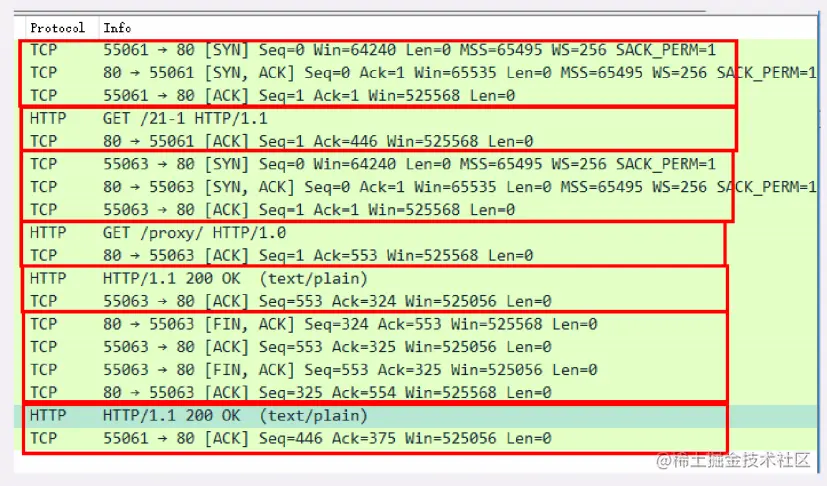 Protocol Info
TCP 55061 → 80 [SYN] Seq=0 Win=64240 Len=0 MSS=65495 WS=256 SACK_PERM=1
TCP 80 → 55061 [SYN, ACK] Seq=0 Ack=1 Win=65535 Len=0 MSS=65495 WS=256 SACK_PERM=1
TCP 55061 → 80 [ACK] Seq=1 Ack=1 Win=525568 Len=0
HTTP GET /21-1 HTTP/1.1
TCP 80 → 55061 [ACK] Seq=1 Ack=446 Win=525568 Len=0
TCP 55063 → 80 [SYN] Seq=0 Win=64240 Len=0 MSS=65495 WS=256 SACK_PERM=1
TCP 80 → 55063 [SYN, ACK] Seq=0 Ack=1 Win=65535 Len=0 MSS=65495 WS=256 SACK_PERM=1
TCP 55063 → 80 [ACK] Seq=1 Ack=1 Win=525568 Len=0
HTTP GET /proxy/ HTTP/1.0
TCP 80 → 55063 [ACK] Seq=1 Ack=553 Win=525568 Len=0
HTTP HTTP/1.1 200 OK (text/plain)
TCP 55063 → 80 [ACK] Seq=553 Ack=324 Win=525056 Len=0
TCP 80 → 55063 [FIN, ACK] Seq=324 Ack=553 Win=525568 Len=0
TCP 55063 → 80 [ACK] Seq=553 Ack=325 Win=525056 Len=0
TCP 55063 → 80 [FIN, ACK] Seq=553 Ack=325 Win=525056 Len=0
TCP 80 → 55063 [ACK] Seq=325 Ack=554 Win=525568 Len=0
HTTP HTTP/1.1 200 OK (text/plain)
TCP 55061 → 80 [ACK] Seq=446 Ack=375 Win=525056 Len=0
@稀土掘金技术社区